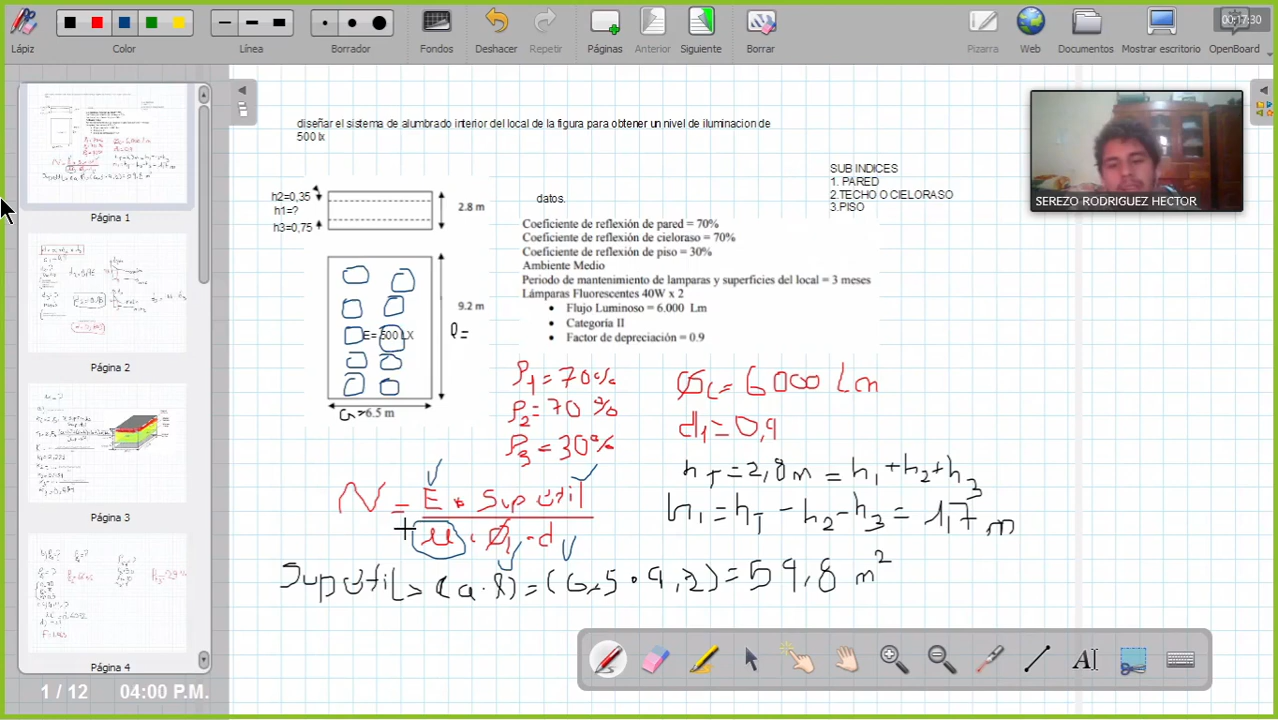 Lápiz
Color
Línea
Borrador
Fondos
Deshacer
Repetir
Páginas
Anterior
Siguiente
Borrar
Pizarra
Web
Documentos
Mostrar escritorio
OpenBoard
00:17:30
Página 1
Página 2
Página 3
Página 4
1 / 12
04:00 P.M.
diseñar el sistema de alumbrado interior del local de la figura para obtener un nivel de iluminacion de
500 lx
SUB INDICES
1. PARED
2.TECHO O CIELORASO
3.PISO
SEREZO RODRIGUEZ HECTOR
h2=0,35
h1=?
h3=0,75
2.8 m
datos.
Coeficiente de reflexión de pared = 70%
Coeficiente de reflexión de cieloraso = 70%
Coeficiente de reflexión de piso = 30%
Ambiente Medio
Periodo de mantenimiento de lamparas y superficies del local = 3 meses
Lámparas Fluorescentes 40W x 2
• Flujo Luminoso = 6.000 Lm
• Categoría II
• Factor de depreciación = 0.9
9.2 m
E= 500 LX
l=
a=6.5 m
P1=70%
P2=70 %
P3=30%
ØL=6000 Lm
d1=0,9
hT=2,8m=h1+h2+h3
h1=hT-h2-h3=1,7 m
N= E * Sup útil
u · ØL · d
Sup útil=(a·l)=(6,5·9,2)=59,8 m²
AI